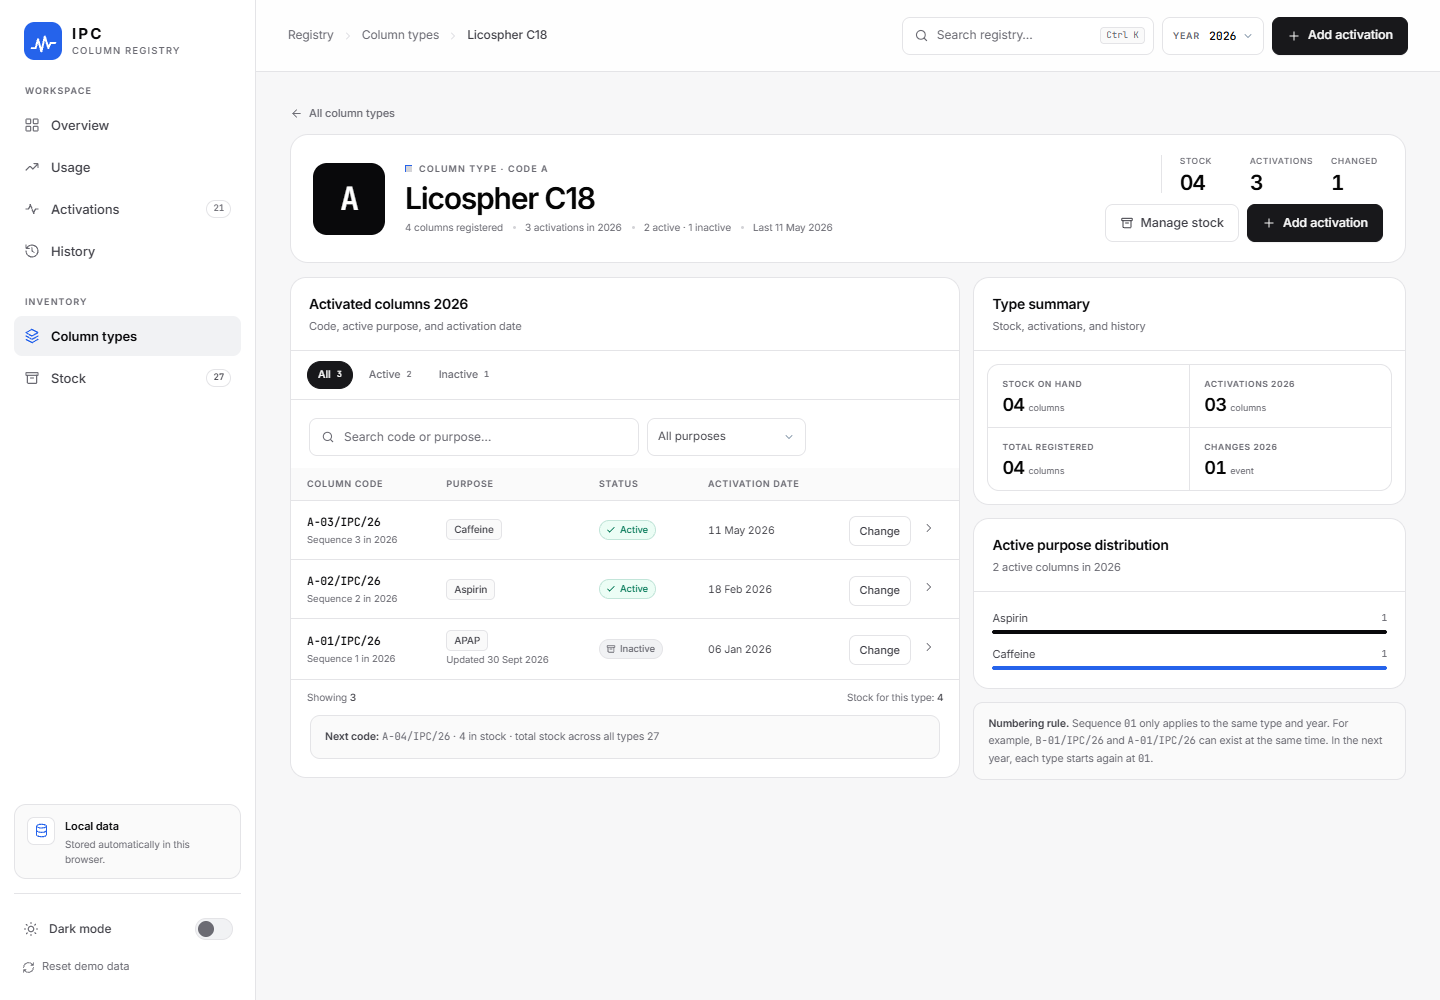 IPC
COLUMN REGISTRY
WORKSPACE
Overview
Usage
Activations 21
History
INVENTORY
Column types
Stock 27
Local data
Stored automatically in this
browser.
Dark mode
Reset demo data
Registry Column types Licospher C18
Search registry... Ctrl K
YEAR 2026
Add activation
All column types
A
COLUMN TYPE · CODE A
Licospher C18
4 columns registered • 3 activations in 2026 • 2 active · 1 inactive • Last 11 May 2026
STOCK ACTIVATIONS CHANGED
04 3 1
Manage stock
Add activation
Activated columns 2026
Code, active purpose, and activation date
All 3 Active 2 Inactive 1
Search code or purpose...
All purposes
COLUMN CODE PURPOSE STATUS ACTIVATION DATE
A-03/IPC/26
Sequence 3 in 2026
Caffeine Active 11 May 2026 Change
A-02/IPC/26
Sequence 2 in 2026
Aspirin Active 18 Feb 2026 Change
A-01/IPC/26
Sequence 1 in 2026
APAP
Updated 30 Sept 2026
Inactive 06 Jan 2026 Change
Showing 3 Stock for this type: 4
Next code: A-04/IPC/26 · 4 in stock · total stock across all types 27
Type summary
Stock, activations, and history
STOCK ON HAND
04 columns
ACTIVATIONS 2026
03 columns
TOTAL REGISTERED
04 columns
CHANGES 2026
01 event
Active purpose distribution
2 active columns in 2026
Aspirin 1
Caffeine 1
Numbering rule. Sequence 01 only applies to the same type and year. For
example, B-01/IPC/26 and A-01/IPC/26 can exist at the same time. In the next
year, each type starts again at 01.